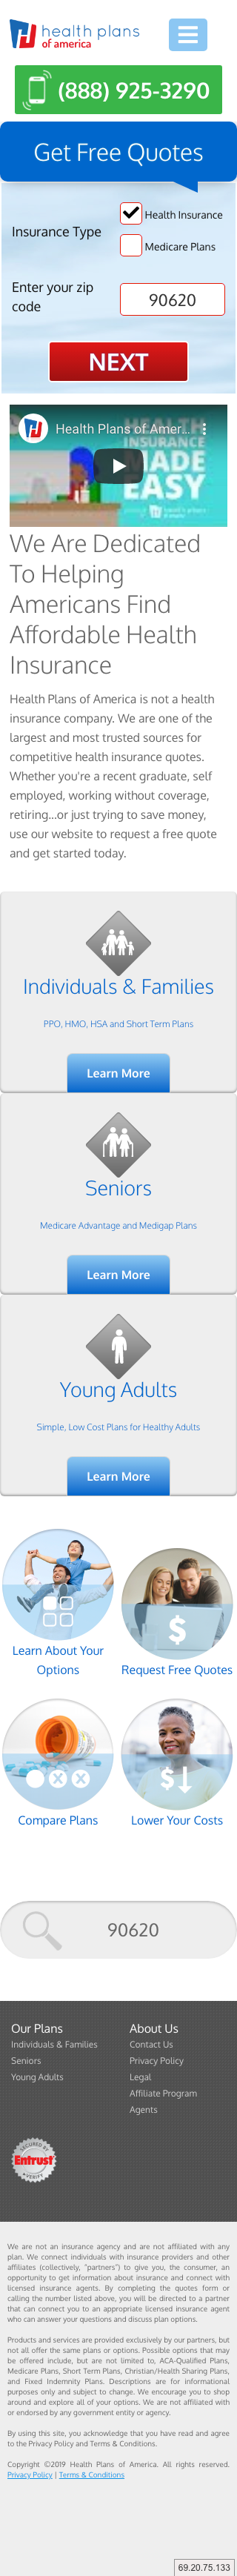 health plans
of america
(888) 925-3290
Get Free Quotes
Insurance Type
Health Insurance
Medicare Plans
Enter your zip
code
90620
NEXT
Health Plans of Amer...
INSURANCE
MADE
EASY
We Are Dedicated
To Helping
Americans Find
Affordable Health
Insurance
Health Plans of America is not a health
insurance company. We are one of the
largest and most trusted sources for
competitive health insurance quotes.
Whether you're a recent graduate, self
employed, working without coverage,
retiring...or just trying to save money,
use our website to request a free quote
and get started today.
Individuals & Families
PPO, HMO, HSA and Short Term Plans
Learn More
Seniors
Medicare Advantage and Medigap Plans
Learn More
Young Adults
Simple, Low Cost Plans for Healthy Adults
Learn More
Learn About Your
Options
Request Free Quotes
Compare Plans
Lower Your Costs
90620
Our Plans
Individuals & Families
Seniors
Young Adults
About Us
Contact Us
Privacy Policy
Legal
Affiliate Program
Agents
SECURED
Entrust
VERIFY
We are not an insurance agency and are not affiliated with any
plan. We connect individuals with insurance providers and other
affiliates (collectively, "partners") to give you, the consumer, an
opportunity to get information about insurance and connect with
licensed insurance agents. By completing the quotes form or
calling the number listed above, you will be directed to a partner
that can connect you to an appropriate licensed insurance agent
who can answer your questions and discuss plan options.
Products and services are provided exclusively by our partners, but
not all offer the same plans or options. Possible options that may
be offered include, but are not limited to, ACA-Qualified Plans,
Medicare Plans, Short Term Plans, Christian/Health Sharing Plans,
and Fixed Indemnity Plans. Descriptions are for informational
purposes only and subject to change. We encourage you to shop
around and explore all of your options. We are not affiliated with
or endorsed by any government entity or agency.
By using this site, you acknowledge that you have read and agree
to the Privacy Policy and Terms & Conditions.
Copyright ©2019 Health Plans of America. All rights reserved.
Privacy Policy | Terms & Conditions
69.20.75.133